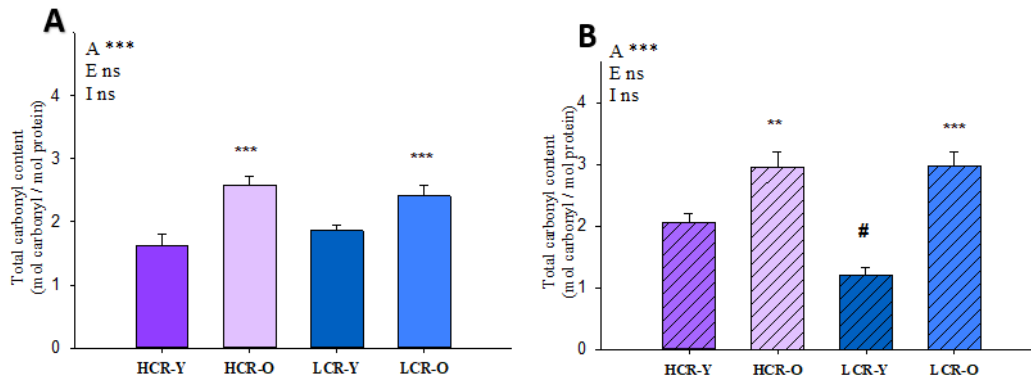 A
A ***
E ns
I ns
Total carbonyl content
(mol carbonyl / mol protein)
4
3
2
1
0
***
***
HCR-Y
HCR-O
LCR-Y
LCR-O
B
A ***
E ns
I ns
Total carbonyl content
(mol carbonyl / mol protein)
4
3
2
1
0
**
#
***
HCR-Y
HCR-O
LCR-Y
LCR-O